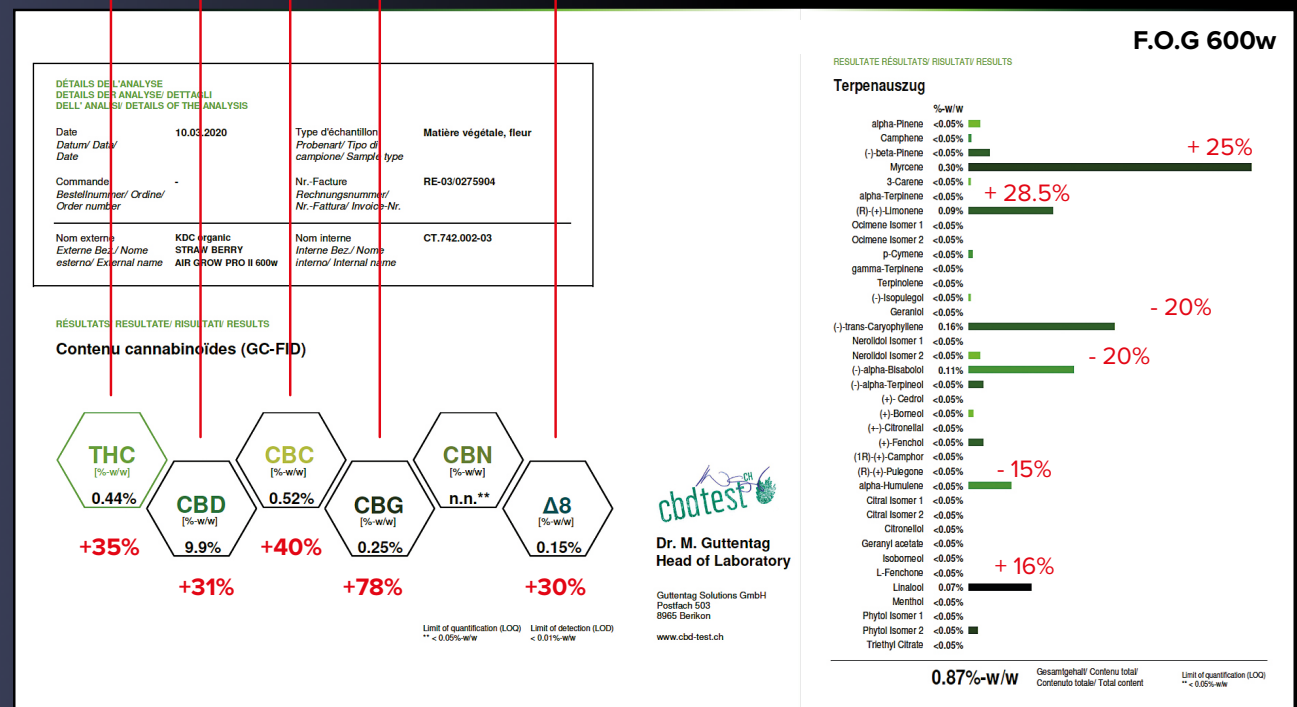 F.O.G 600w
DÉTAILS DE L'ANALYSE
DETAILS DER ANALYSE/ DETTAGLI
DELL' ANALISI/ DETAILS OF THE ANALYSIS
Date
Datum/ Data/
Date
10.03.2020
Type d'échantillon
Probenart/ Tipo di
campione/ Sample type
Matière végétale, fleur
Commande
Bestellnummer/ Ordine/
Order number
-
Nr.-Facture
Rechnungsnummer/
Nr.-Fattura/ Invoice-Nr.
RE-03/0275904
Nom externe
Externe Bez./ Nome
esterno/ External name
KDC organic
STRAW BERRY
AIR GROW PRO II 600w
Nom interne
Interne Bez./ Nome
interno/ Internal name
CT.742.002-03
RÉSULTATS/ RESULTATE/ RISULTATI/ RESULTS
Contenu cannabinoïdes (GC-FID)
THC
[%-w/w]
0.44%
+35%
CBD
[%-w/w]
9.9%
+31%
CBC
[%-w/w]
0.52%
+40%
CBG
[%-w/w]
0.25%
+78%
CBN
[%-w/w]
n.n.**
Δ8
[%-w/w]
0.15%
+30%
Limit of quantification (LOQ)
** < 0.05%-w/w
Limit of detection (LOD)
< 0.01%-w/w
cbdtest CH
Dr. M. Guttentag
Head of Laboratory
Guttentag Solutions GmbH
Postfach 503
8965 Berikon
www.cbd-test.ch
RESULTATE RÉSULTATS/ RISULTATI/ RESULTS
Terpenauszug
%-w/w
alpha-Pinene <0.05%
Camphene <0.05%
(-)-beta-Pinene <0.05%
Myrcene 0.30% + 25%
3-Carene <0.05%
alpha-Terpinene <0.05%
(R)-(+)-Limonene 0.09% + 28.5%
Ocimene Isomer 1 <0.05%
Ocimene Isomer 2 <0.05%
p-Cymene <0.05%
gamma-Terpinene <0.05%
Terpinolene <0.05%
(-)-Isopulegol <0.05%
Geraniol <0.05%
(-)-trans-Caryophyllene 0.16% - 20%
Nerolidol Isomer 1 <0.05%
Nerolidol Isomer 2 <0.05%
(-)-alpha-Bisabolol 0.11% - 20%
(-)-alpha-Terpineol <0.05%
(+)- Cedrol <0.05%
(+)-Borneol <0.05%
(+-)-Citronellal <0.05%
(+)-Fenchol <0.05%
(1R)-(+)-Camphor <0.05%
(R)-(+)-Pulegone <0.05%
alpha-Humulene <0.05% - 15%
Citral Isomer 1 <0.05%
Citral Isomer 2 <0.05%
Citronellol <0.05%
Geranyl acetate <0.05%
Isoborneol <0.05%
L-Fenchone <0.05%
Linalool 0.07% + 16%
Menthol <0.05%
Phytol Isomer 1 <0.05%
Phytol Isomer 2 <0.05%
Triethyl Citrate <0.05%
0.87%-w/w
Gesamtgehalt/ Contenu total/
Contenuto totale/ Total content
Limit of quantification (LOQ)
** < 0.05%-w/w